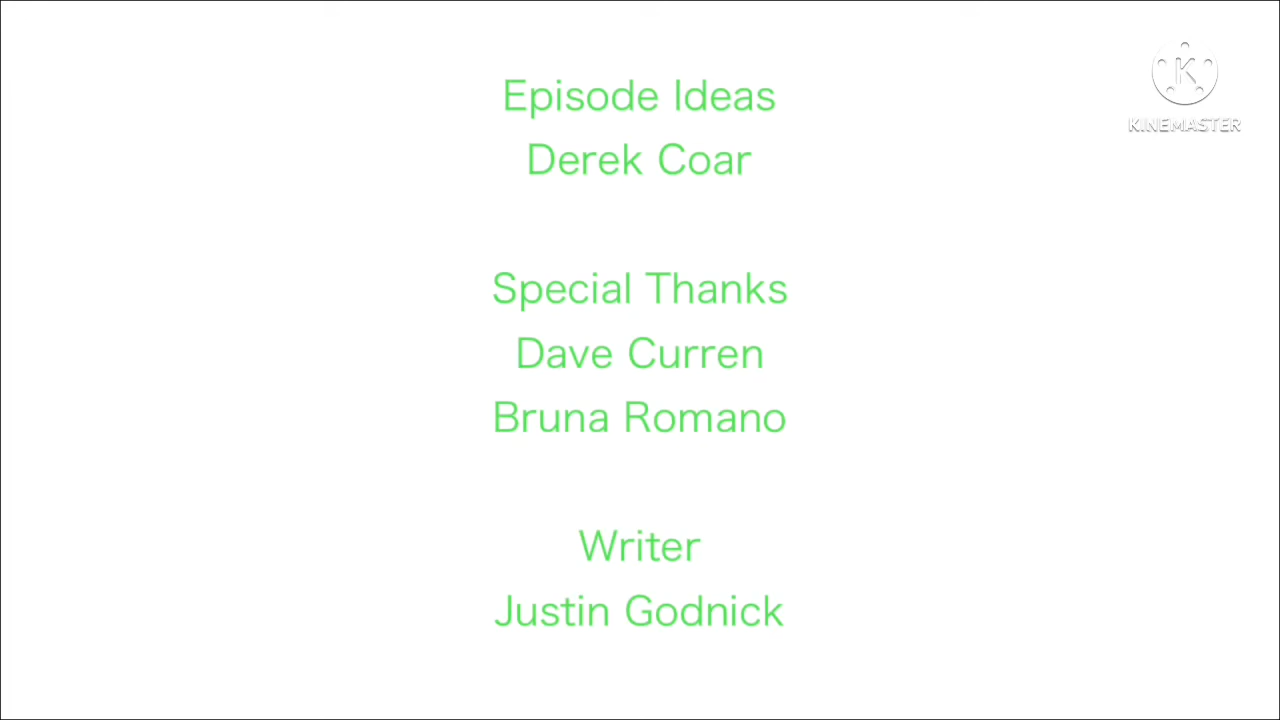 Episode Ideas
Derek Coar
Special Thanks
Dave Curren
Bruna Romano
Writer
Justin Godnick
K
KINEMASTER